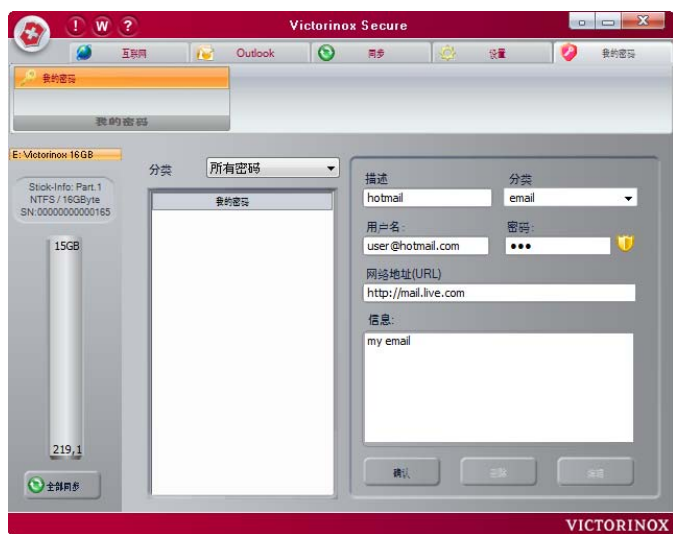 Victorinox Secure
互联网
Outlook
同步
设置
我的密码
我的密码
我的密码
E: Victorinox 16GB
Stick-Info: Part.1
NTFS / 16GByte
SN:00000000000165
15GB
219,1
全部同步
分类
所有密码
我的密码
描述
分类
hotmail
email
用户名:
密码:
user@hotmail.com
网络地址(URL)
http://mail.live.com
信息:
my email
确认
VICTORINOX